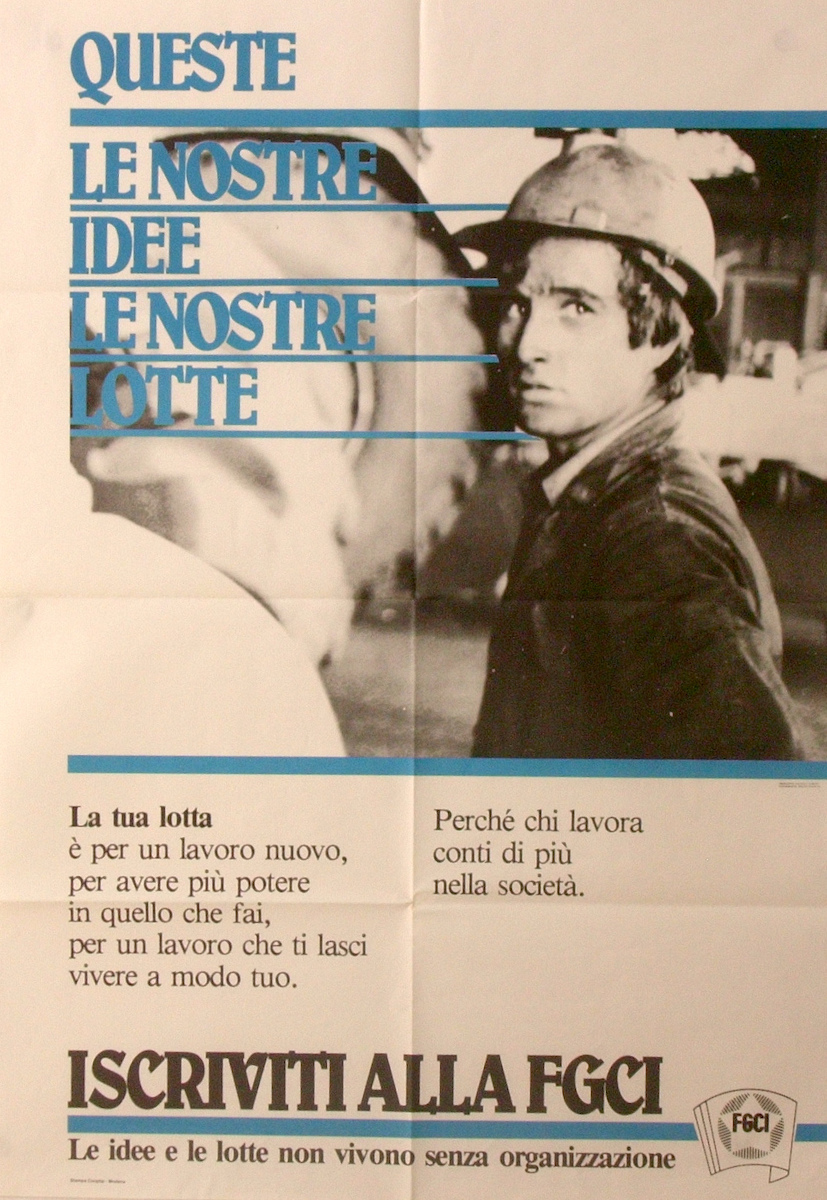 QUESTE
LE NOSTRE
IDEE
LE NOSTRE
LOTTE
La tua lotta
è per un lavoro nuovo,
per avere più potere
in quello che fai,
per un lavoro che ti lasci
vivere a modo tuo.
Perché chi lavora
conti di più
nella società.
ISCRIVITI ALLA FGCI
FGCI
Le idee e le lotte non vivono senza organizzazione